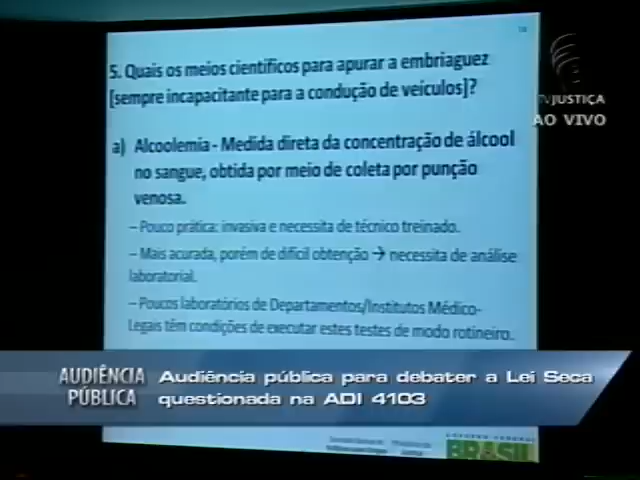 5. Quais os meios científicos para apurar a embriaguez
[sempre incapacitante para a condução de veículos]?
a) Alcoolemia - Medida direta da concentração de álcool
no sangue, obtida por meio de coleta por punção
venosa.
– Pouco prática: invasiva e necessita de técnico treinado.
– Mais acurada, porém de difícil obtenção → necessita de análise
laboratorial.
– Poucos laboratórios de Departamentos/Institutos Médico-
Legais têm condições de executar estes testes de modo rotineiro.
TV JUSTIÇA
AO VIVO
AUDIÊNCIA
PÚBLICA
Audiência pública para debater a Lei Seca
questionada na ADI 4103
GOVERNO FEDERAL
BRASIL